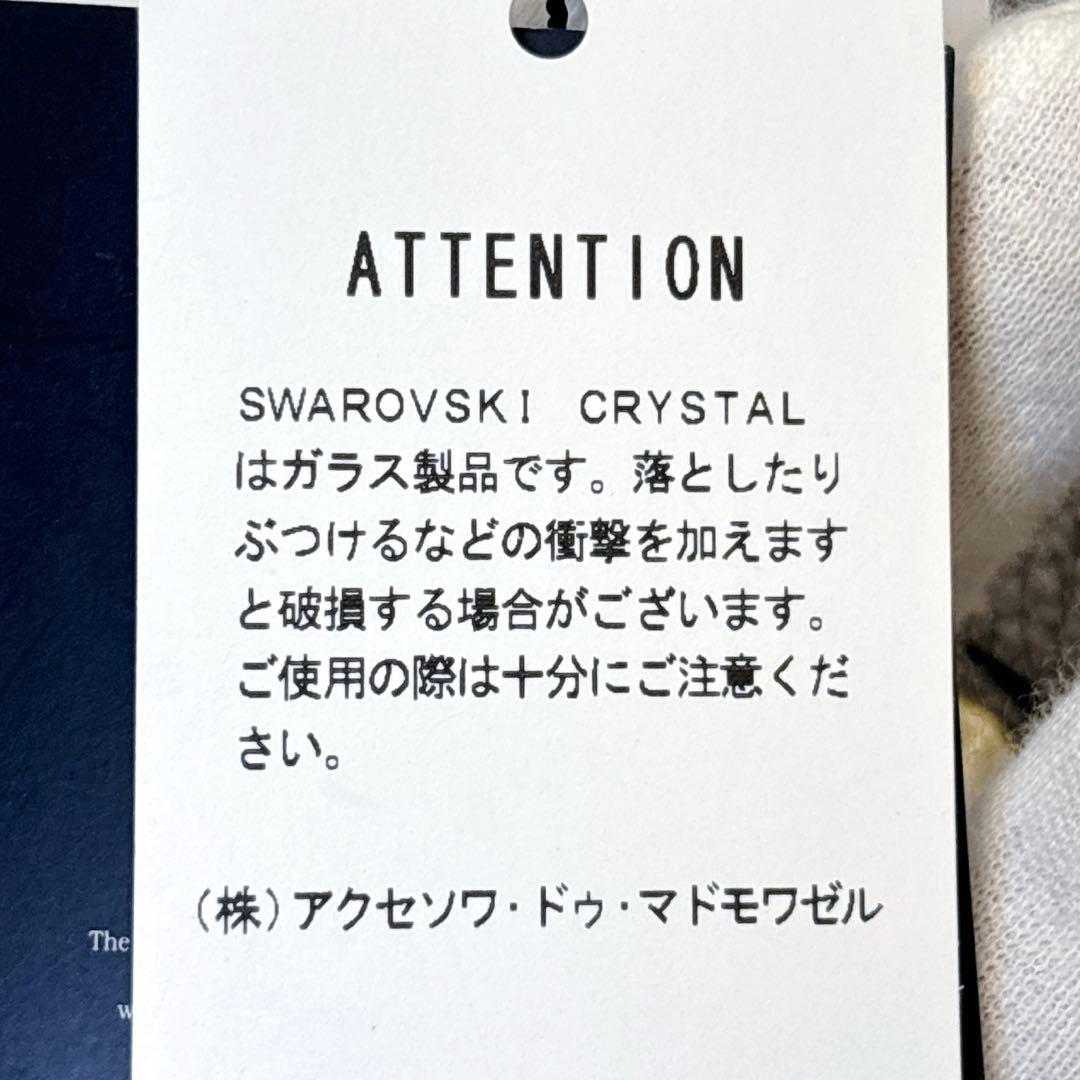 ATTENTION
SWAROVSKI CRYSTAL
はガラス製品です。落としたり
ぶつけるなどの衝撃を加えます
と破損する場合がございます。
ご使用の際は十分にご注意くだ
さい。
(株)アクセソワ・ドゥ・マドモワゼル
The
w